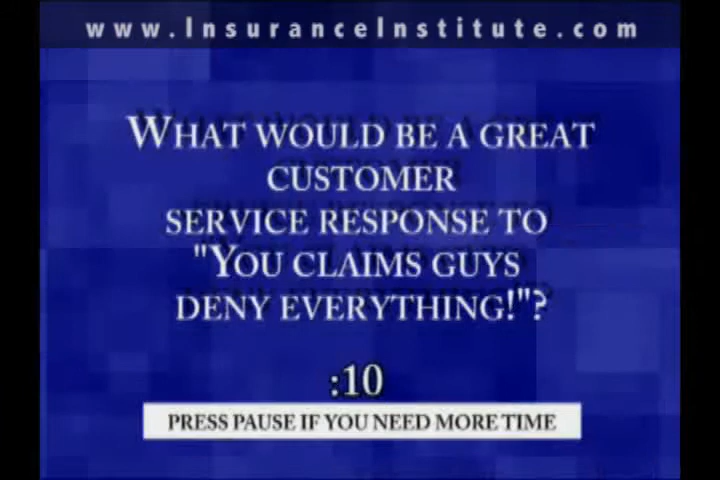 www.InsuranceInstitute.com
WHAT WOULD BE A GREAT
CUSTOMER
SERVICE RESPONSE TO
"YOU CLAIMS GUYS
DENY EVERYTHING!"?
:10
PRESS PAUSE IF YOU NEED MORE TIME